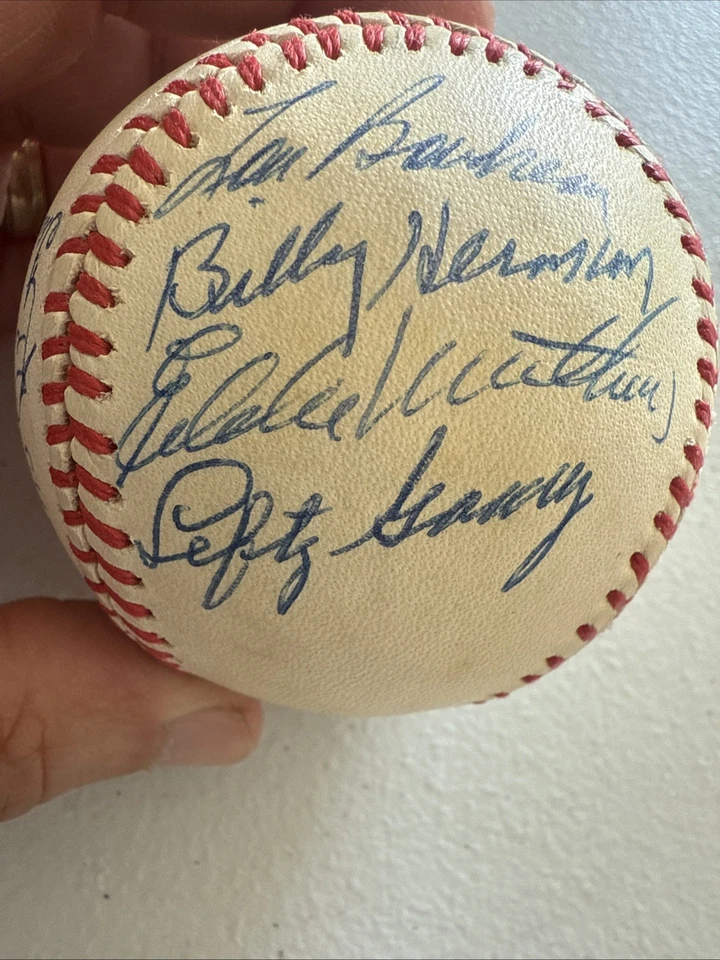 Lou Boudreau
Billy Herman
Eddie Mathews
Lefty Gomez